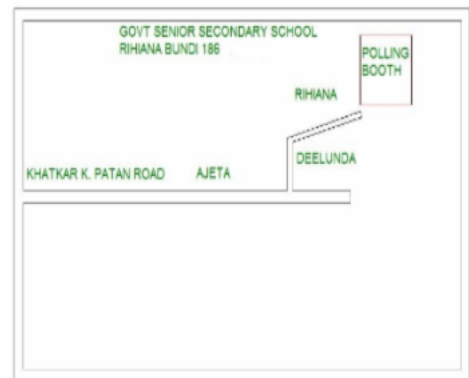 GOVT SENIOR SECONDARY SCHOOL
RIHIANA BUNDI 186
POLLING
BOOTH
RIHIANA
DEELUNDA
KHATKAR K. PATAN ROAD
AJETA